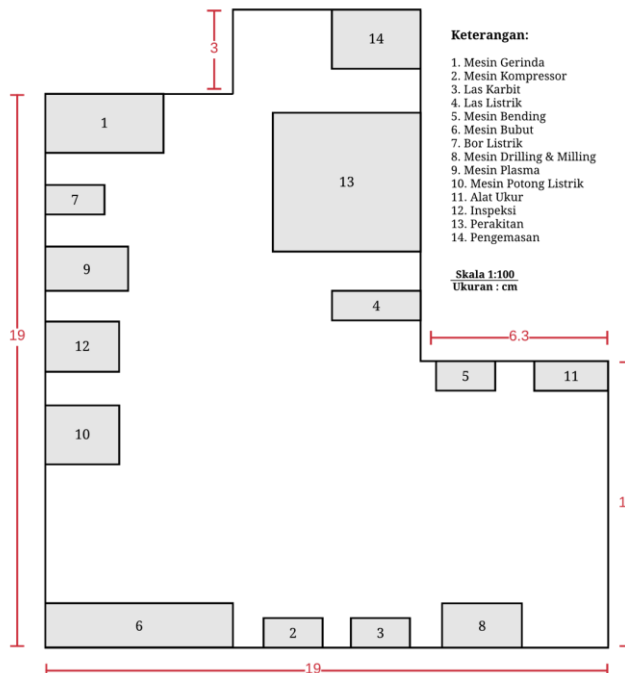 3
14
Keterangan:
1. Mesin Gerinda
2. Mesin Kompressor
3. Las Karbit
4. Las Listrik
5. Mesin Bending
6. Mesin Bubut
7. Bor Listrik
8. Mesin Drilling & Milling
9. Mesin Plasma
10. Mesin Potong Listrik
11. Alat Ukur
12. Inspeksi
13. Perakitan
14. Pengemasan
Skala 1:100
Ukuran : cm
1
7
13
9
4
19
12
6.3
5
11
10
6
2
3
8
19